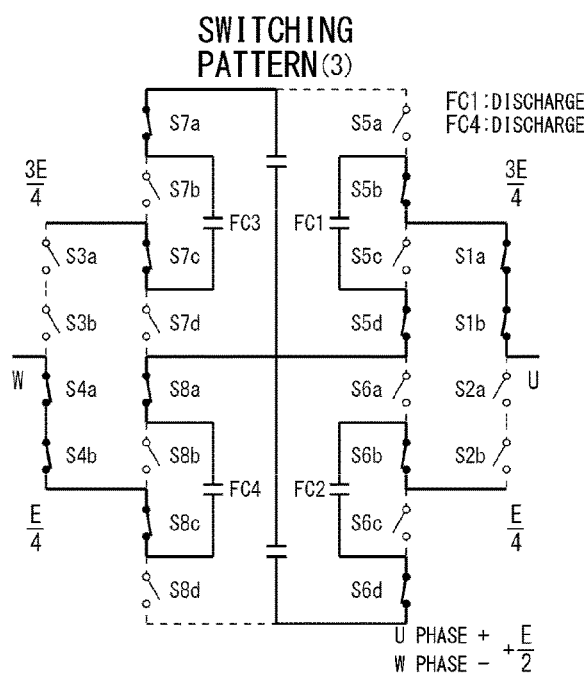 SWITCHING
PATTERN(3)
FC1:DISCHARGE
FC4:DISCHARGE
S7a S5a
3E/4 S7b S5b 3E/4
FC3 FC1
S3a S7c S5c S1a
S3b S7d S5d S1b
W U
S4a S8a S6a S2a
S4b S8b S6b S2b
FC4 FC2
E/4 S8c S6c E/4
S8d S6d
U PHASE +
W PHASE - +E/2